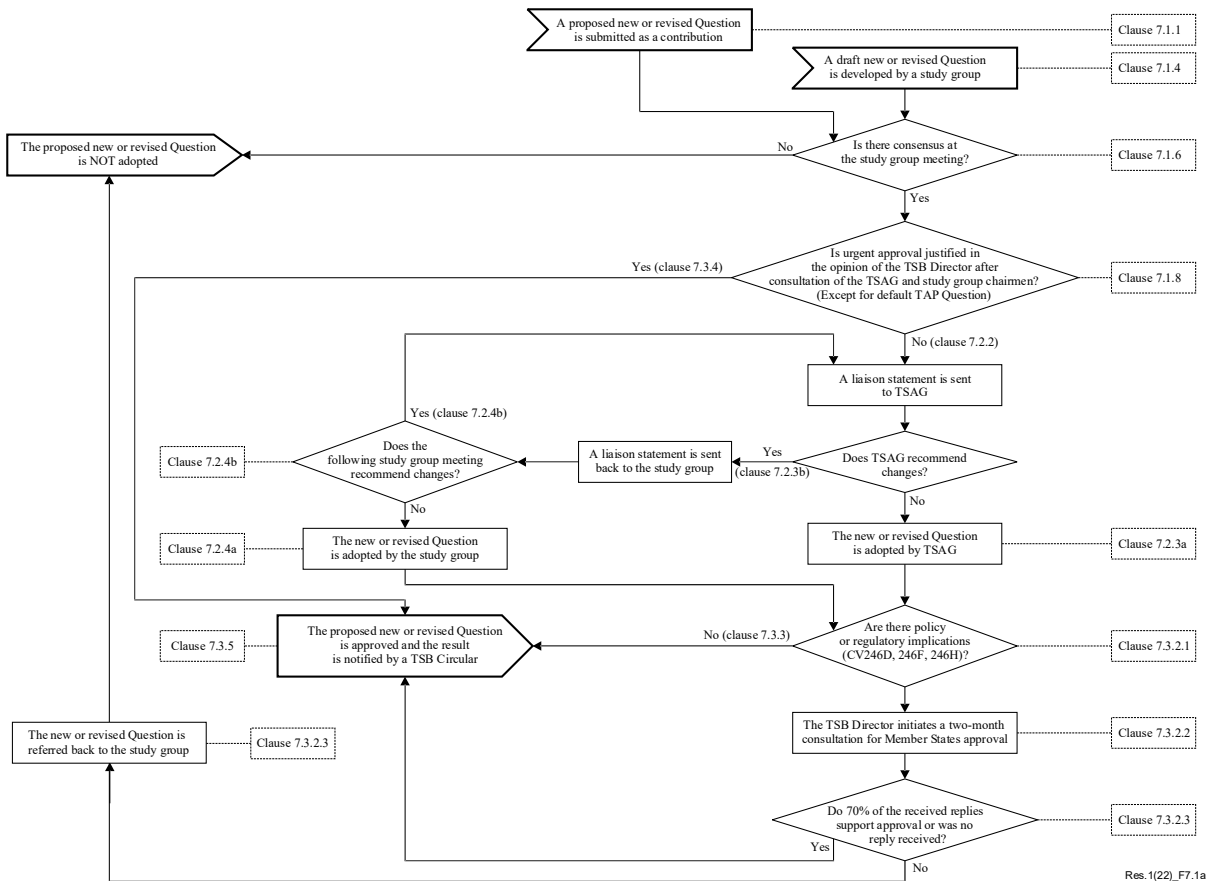 A proposed new or revised Question
is submitted as a contribution
Clause 7.1.1
A draft new or revised Question
is developed by a study group
Clause 7.1.4
The proposed new or revised Question
is NOT adopted
No
Is there consensus at
the study group meeting?
Clause 7.1.6
Yes
Yes (clause 7.3.4)
Is urgent approval justified in
the opinion of the TSB Director after
consultation of the TSAG and study group chairmen?
(Except for default TAP Question)
Clause 7.1.8
No (clause 7.2.2)
A liaison statement is sent
to TSAG
Yes (clause 7.2.4b)
Clause 7.2.4b
Does the
following study group meeting
recommend changes?
A liaison statement is sent
back to the study group
Yes
(clause 7.2.3b)
Does TSAG recommend
changes?
No
No
Clause 7.2.4a
The new or revised Question
is adopted by the study group
The new or revised Question
is adopted by TSAG
Clause 7.2.3a
Clause 7.3.5
The proposed new or revised Question
is approved and the result
is notified by a TSB Circular
No (clause 7.3.3)
Are there policy
or regulatory implications
(CV246D, 246F, 246H)?
Clause 7.3.2.1
The new or revised Question is
referred back to the study group
Clause 7.3.2.3
The TSB Director initiates a two-month
consultation for Member States approval
Clause 7.3.2.2
Do 70% of the received replies
support approval or was no
reply received?
Clause 7.3.2.3
Yes
No
Res.1(22)_F7.1a